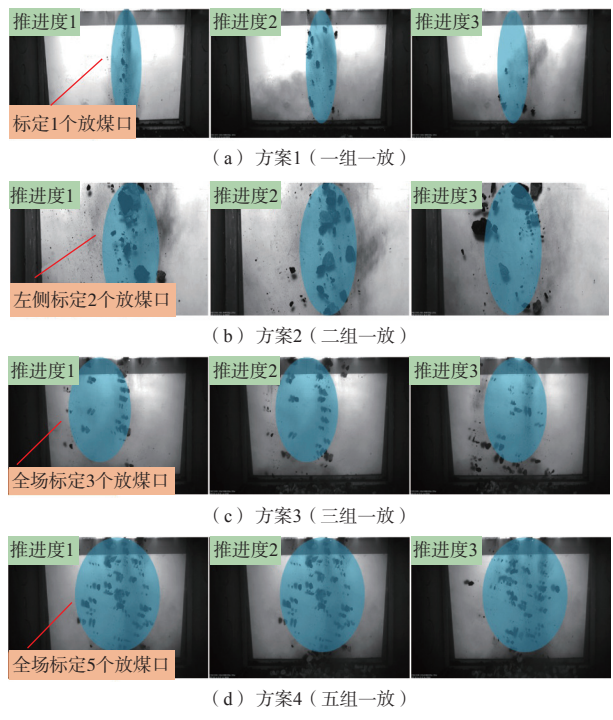 推进度1
推进度2
推进度3
标定1个放煤口
（a） 方案1（一组一放）
推进度1
推进度2
推进度3
左侧标定2个放煤口
（b） 方案2（二组一放）
推进度1
推进度2
推进度3
全场标定3个放煤口
（c） 方案3（三组一放）
推进度1
推进度2
推进度3
全场标定5个放煤口
（d） 方案4（五组一放）